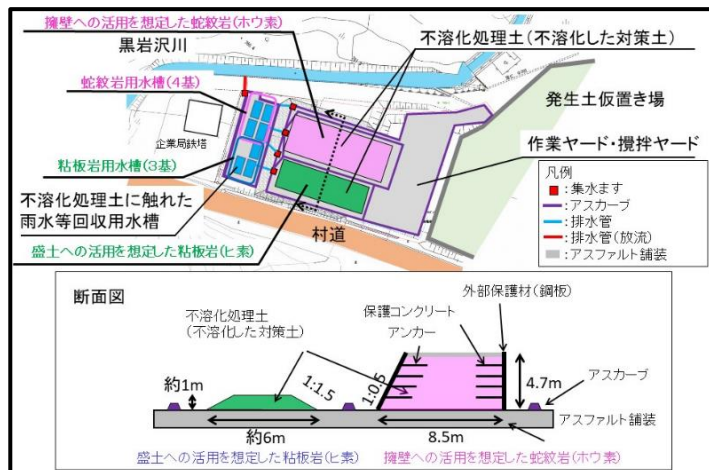 擁壁への活用を想定した蛇紋岩(ホウ素)
黒岩沢川
不溶化処理土(不溶化した対策土)
蛇紋岩用水槽(4基)
発生土仮置き場
企業局鉄塔
作業ヤード・攪拌ヤード
粘板岩用水槽(3基)
不溶化処理土に触れた
雨水等回収用水槽
村道
盛土への活用を想定した粘板岩(ヒ素)
凡例
:集水ます
:アスカーブ
:排水管
:排水管(放流)
:アスファルト舗装
断面図
外部保護材(鋼板)
不溶化処理土
(不溶化した対策土)
保護コンクリート
アンカー
約1m
1:1.5
1:0.5
4.7m
アスカーブ
アスファルト舗装
約6m
8.5m
盛土への活用を想定した粘板岩(ヒ素)
擁壁への活用を想定した蛇紋岩(ホウ素)